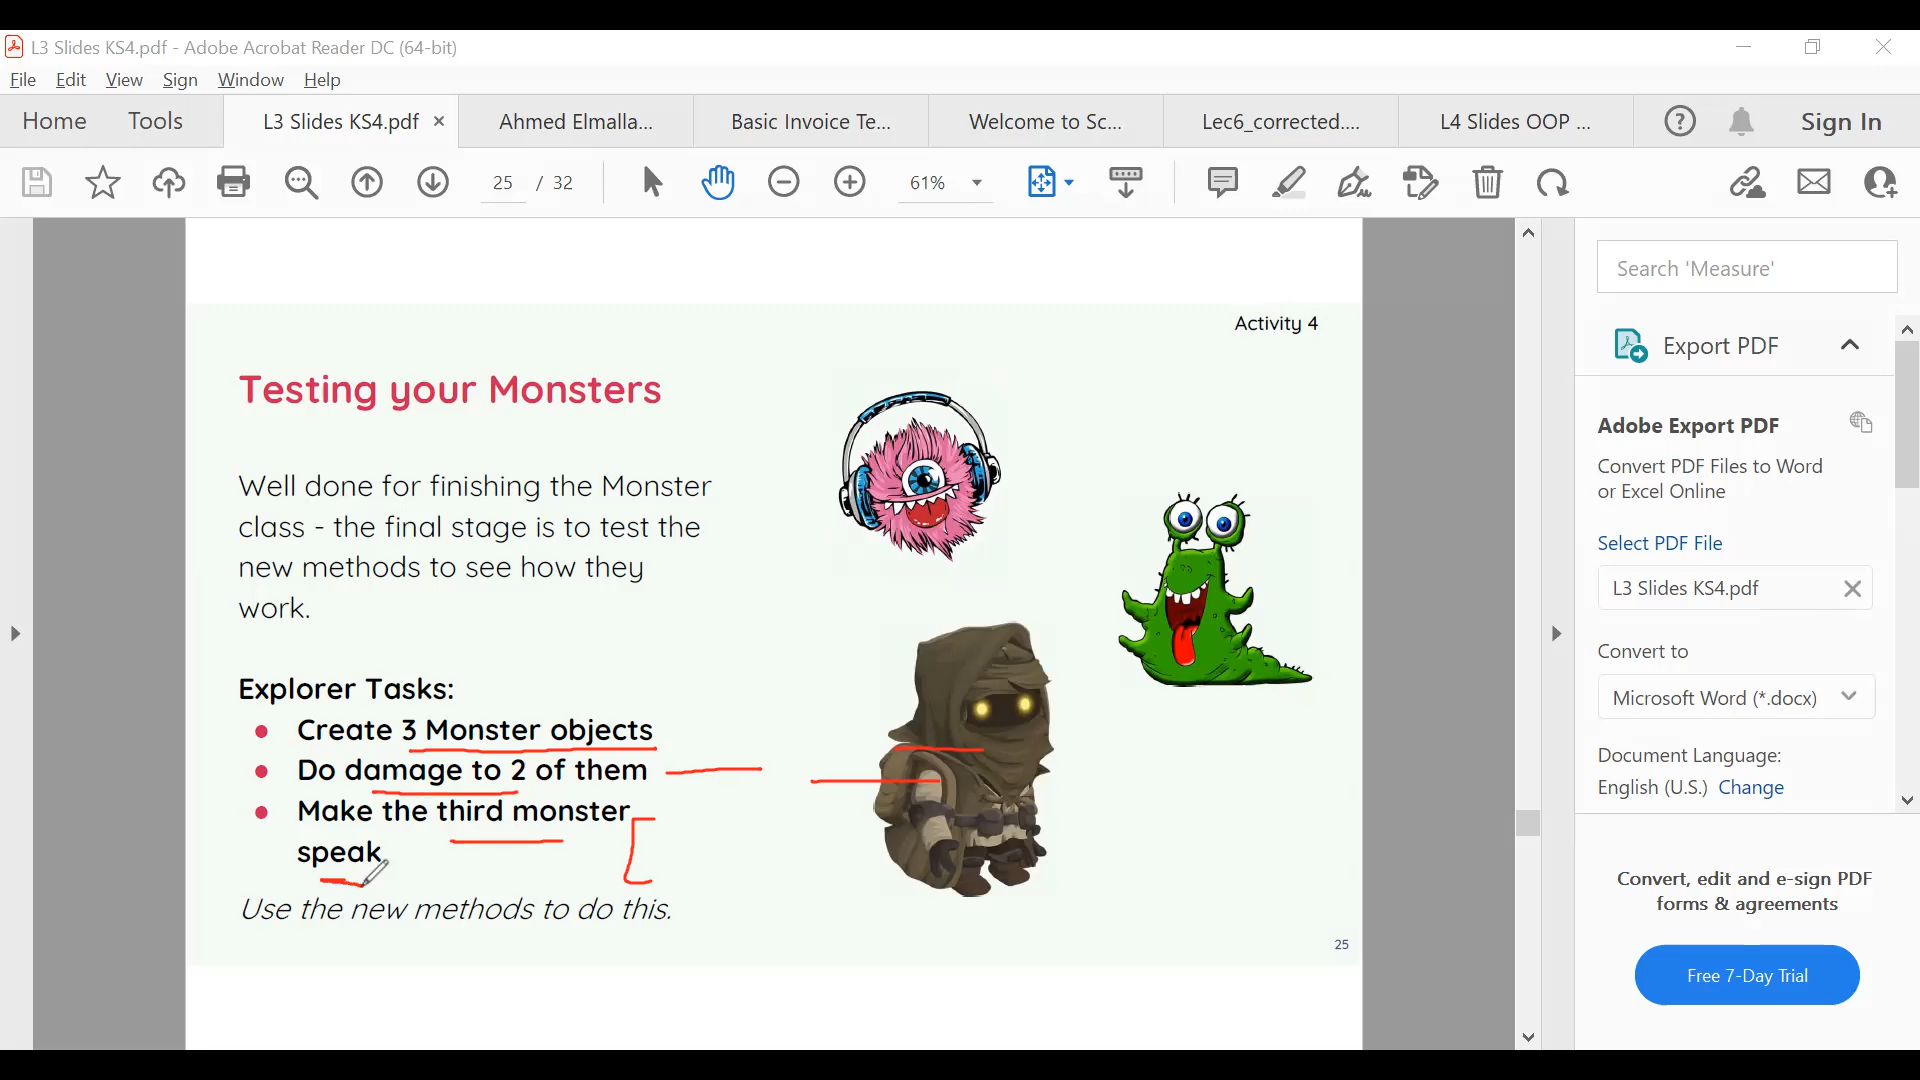 L3 Slides KS4.pdf - Adobe Acrobat Reader DC (64-bit)
File Edit View Sign Window Help
Home Tools L3 Slides KS4.pdf × Ahmed Elmalla... Basic Invoice Te... Welcome to Sc... Lec6_corrected.... L4 Slides OOP ... Sign In
25 / 32 61%
Search 'Measure'
Export PDF
Adobe Export PDF
Convert PDF Files to Word
or Excel Online
Select PDF File
L3 Slides KS4.pdf
Convert to
Microsoft Word (*.docx)
Document Language:
English (U.S.) Change
Convert, edit and e-sign PDF
forms & agreements
Free 7-Day Trial
Activity 4
Testing your Monsters
Well done for finishing the Monster
class - the final stage is to test the
new methods to see how they
work.
Explorer Tasks:
● Create 3 Monster objects
● Do damage to 2 of them
● Make the third monster
speak
Use the new methods to do this.
25